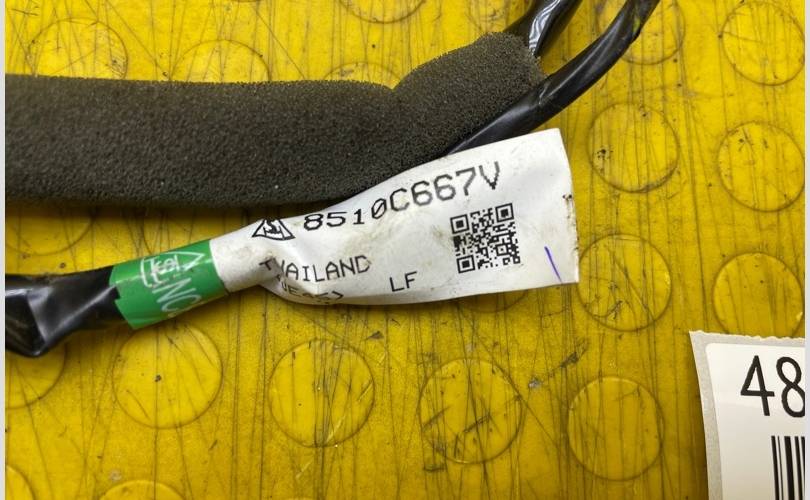 8510C667V
THAILAND
LF
48